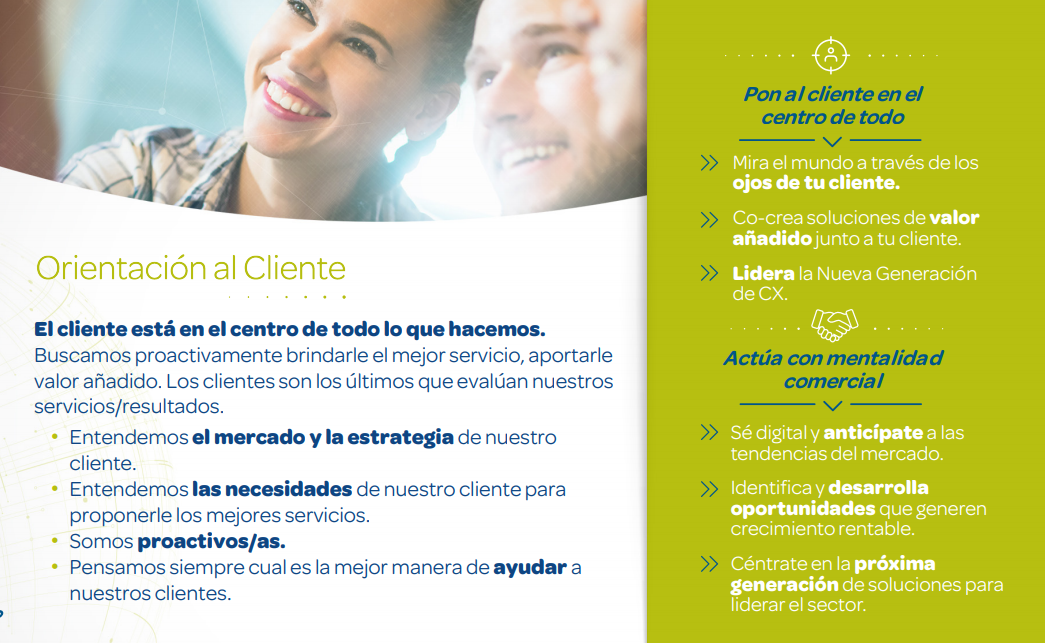 Orientación al Cliente
El cliente está en el centro de todo lo que hacemos.
Buscamos proactivamente brindarle el mejor servicio, aportarle
valor añadido. Los clientes son los últimos que evalúan nuestros
servicios/resultados.
• Entendemos el mercado y la estrategia de nuestro
cliente.
• Entendemos las necesidades de nuestro cliente para
proponerle los mejores servicios.
• Somos proactivos/as.
• Pensamos siempre cual es la mejor manera de ayudar a
nuestros clientes.
Pon al cliente en el
centro de todo
Mira el mundo a través de los
ojos de tu cliente.
Co-crea soluciones de valor
añadido junto a tu cliente.
Lidera la Nueva Generación
de CX.
Actúa con mentalidad
comercial
Sé digital y anticípate a las
tendencias del mercado.
Identifica y desarrolla
oportunidades que generen
crecimiento rentable.
Céntrate en la próxima
generación de soluciones para
liderar el sector.